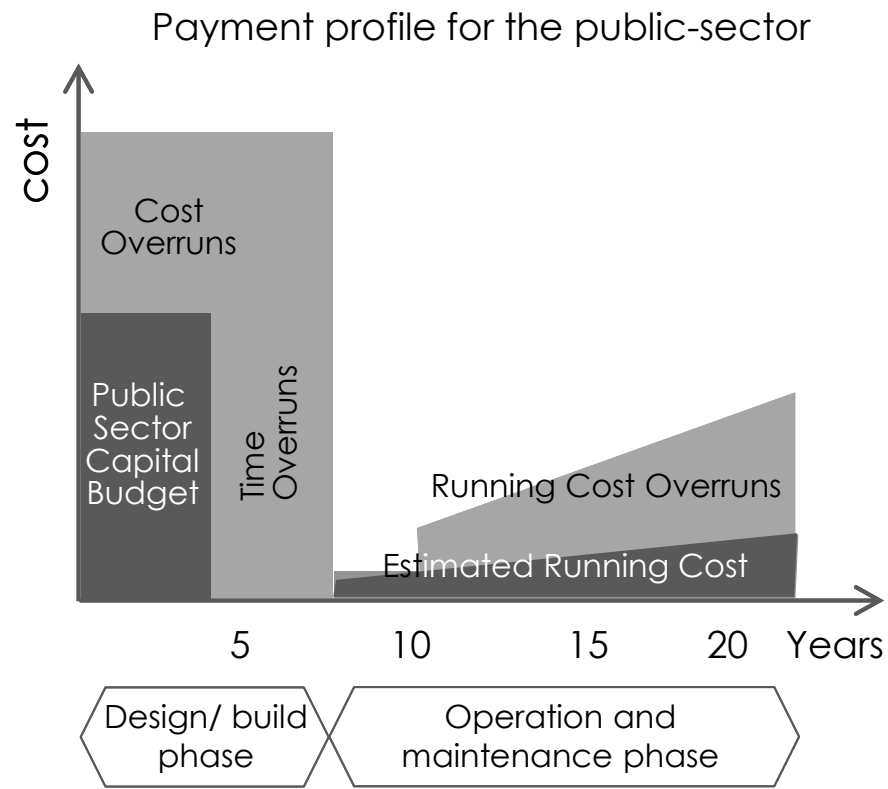 Payment profile for the public-sector
cost
Cost
Overruns
Public
Sector
Capital
Budget
Time
Overruns
Running Cost Overruns
Estimated Running Cost
5 10 15 20 Years
Design/ build
phase
Operation and
maintenance phase